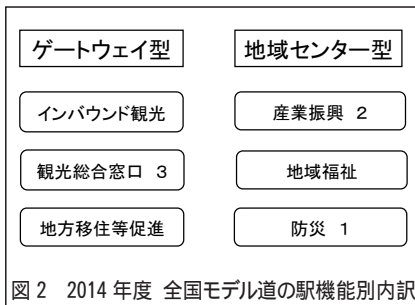 ゲートウェイ型 地域センター型
インバウンド観光 産業振興 2
観光総合窓口 3 地域福祉
地方移住等促進 防災 1
図 2 2014 年度 全国モデル道の駅機能別内訳